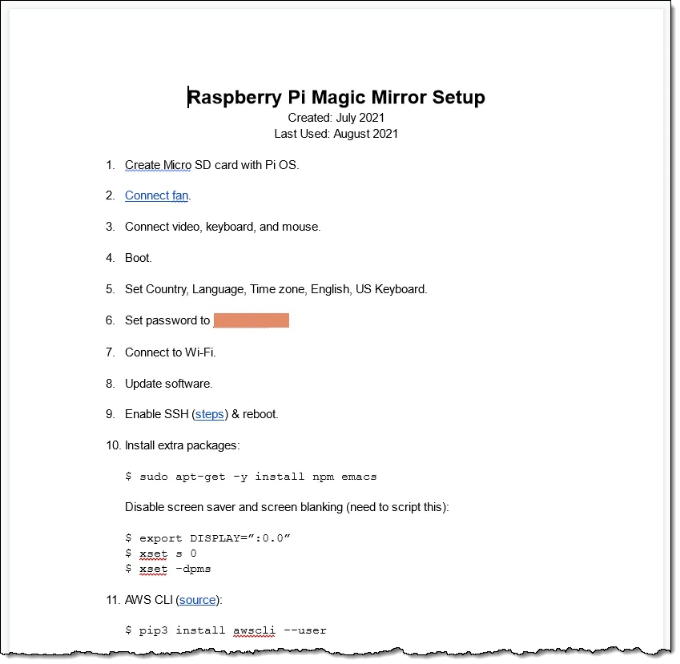 Raspberry Pi Magic Mirror Setup
Created: July 2021
Last Used: August 2021
1. Create Micro SD card with Pi OS.
2. Connect fan.
3. Connect video, keyboard, and mouse.
4. Boot.
5. Set Country, Language, Time zone, English, US Keyboard.
6. Set password to
7. Connect to Wi-Fi.
8. Update software.
9. Enable SSH (steps) & reboot.
10. Install extra packages:
$ sudo apt-get -y install npm emacs
Disable screen saver and screen blanking (need to script this):
$ export DISPLAY=”:0.0”
$ xset s 0
$ xset -dpms
11. AWS CLI (source):
$ pip3 install awscli --user